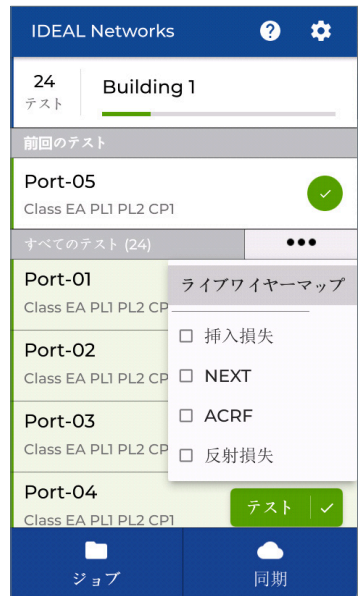 IDEAL Networks
24
テスト
Building 1
前回のテスト
Port-05
Class EA PL1 PL2 CP1
すべてのテスト (24)
Port-01
Class EA PL1 PL2 CP
ライブワイヤーマップ
挿入損失
NEXT
ACRF
反射損失
Port-02
Class EA PL1 PL2 CP
Port-03
Class EA PL1 PL2 CP
Port-04
Class EA PL1 PL2 CP1
テスト
ジョブ
同期